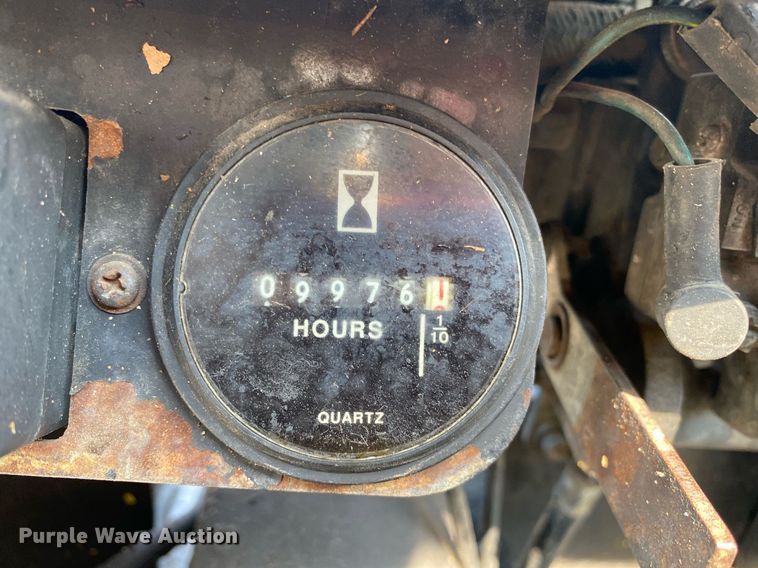 09976
HOURS 1/10
QUARTZ
Purple Wave Auction